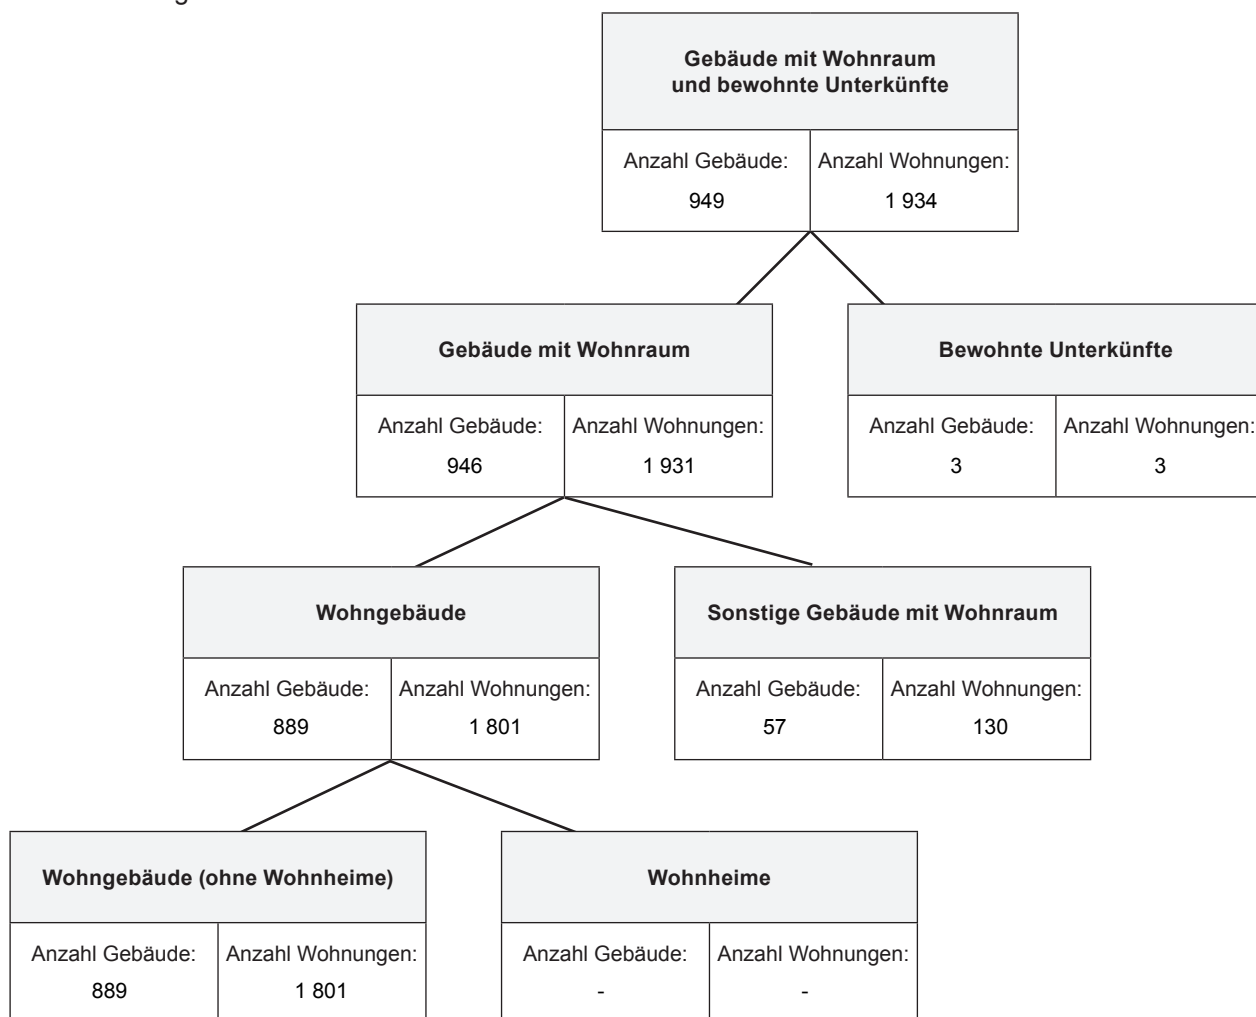 Gebäude mit Wohnraum
und bewohnte Unterkünfte
Anzahl Gebäude: Anzahl Wohnungen:
949 1 934
Gebäude mit Wohnraum
Anzahl Gebäude: Anzahl Wohnungen:
946 1 931
Bewohnte Unterkünfte
Anzahl Gebäude: Anzahl Wohnungen:
3 3
Wohngebäude
Anzahl Gebäude: Anzahl Wohnungen:
889 1 801
Sonstige Gebäude mit Wohnraum
Anzahl Gebäude: Anzahl Wohnungen:
57 130
Wohngebäude (ohne Wohnheime)
Anzahl Gebäude: Anzahl Wohnungen:
889 1 801
Wohnheime
Anzahl Gebäude: Anzahl Wohnungen:
- -